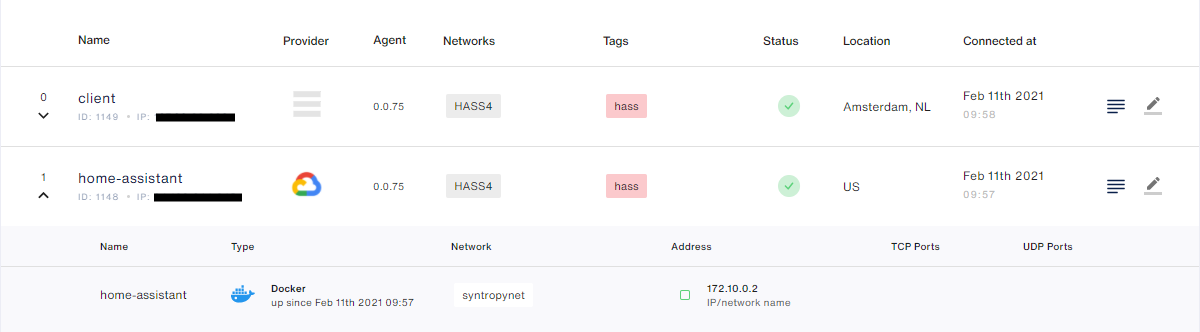 Name Provider Agent Networks Tags Status Location Connected at
0 client 0.0.75 HASS4 hass Amsterdam, NL Feb 11th 2021
ID: 1149 • IP: 09:58
1 home-assistant 0.0.75 HASS4 hass US Feb 11th 2021
ID: 1148 • IP: 09:57
Name Type Network Address TCP Ports UDP Ports
home-assistant Docker syntropynet 172.10.0.2
up since Feb 11th 2021 09:57 IP/network name